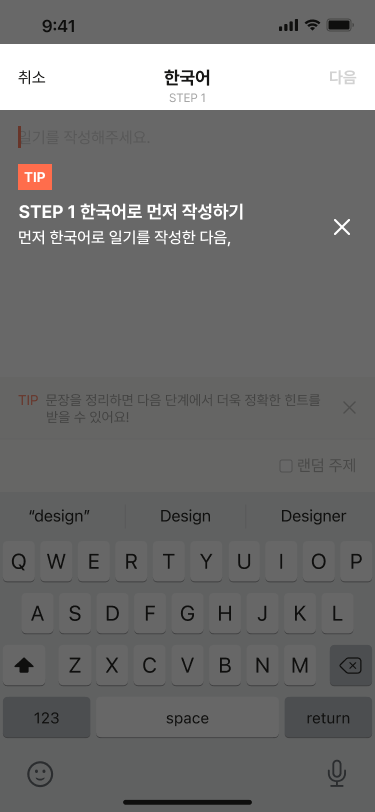 9:41
취소
한국어
다음
STEP 1
일기를 작성해주세요.
TIP
STEP 1 한국어로 먼저 작성하기
먼저 한국어로 일기를 작성한 다음,
TIP 문장을 정리하면 다음 단계에서 더욱 정확한 힌트를
받을 수 있어요!
랜덤 주제
“design” Design Designer
Q W E R T Y U I O P
A S D F G H J K L
Z X C V B N M
123 space return